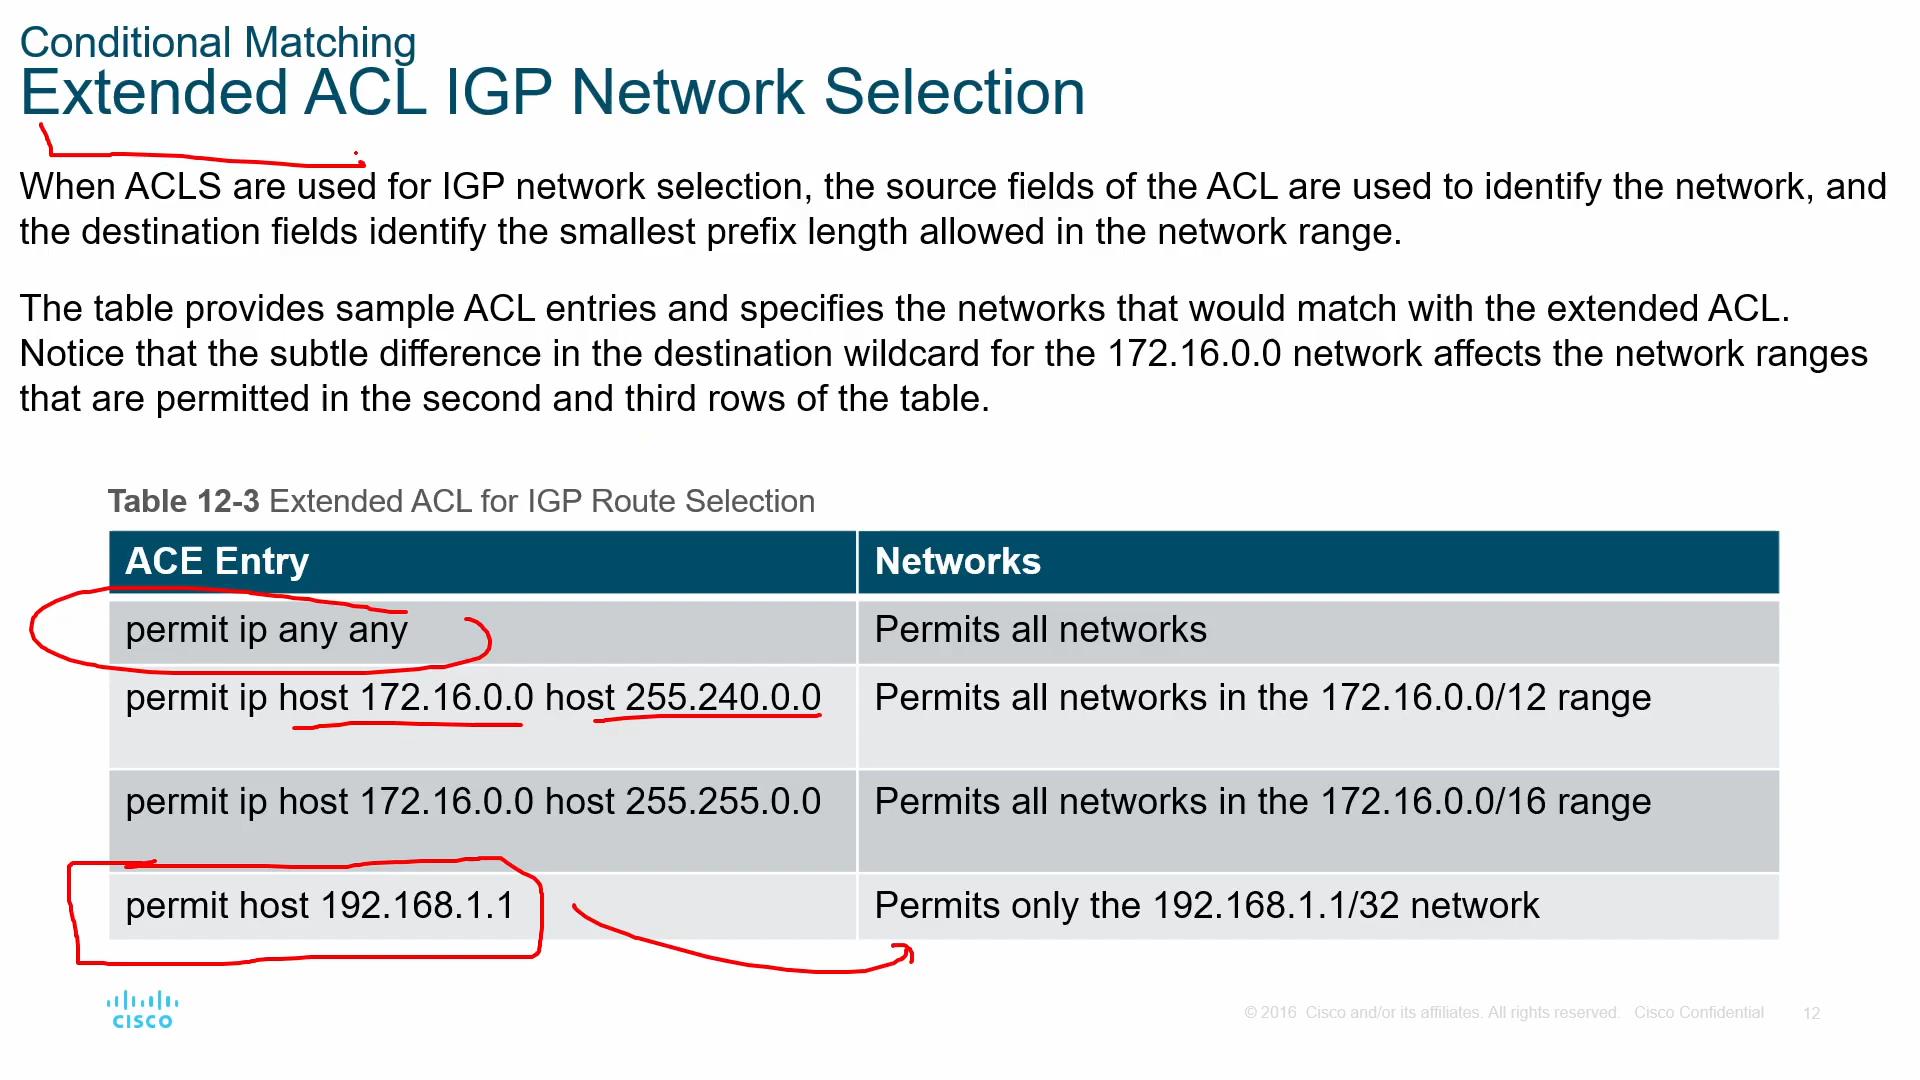 Conditional Matching
Extended ACL IGP Network Selection
When ACLS are used for IGP network selection, the source fields of the ACL are used to identify the network, and
the destination fields identify the smallest prefix length allowed in the network range.
The table provides sample ACL entries and specifies the networks that would match with the extended ACL.
Notice that the subtle difference in the destination wildcard for the 172.16.0.0 network affects the network ranges
that are permitted in the second and third rows of the table.
Table 12-3 Extended ACL for IGP Route Selection
ACE Entry Networks
permit ip any any Permits all networks
permit ip host 172.16.0.0 host 255.240.0.0 Permits all networks in the 172.16.0.0/12 range
permit ip host 172.16.0.0 host 255.255.0.0 Permits all networks in the 172.16.0.0/16 range
permit host 192.168.1.1 Permits only the 192.168.1.1/32 network
CISCO
© 2016 Cisco and/or its affiliates. All rights reserved. Cisco Confidential 12